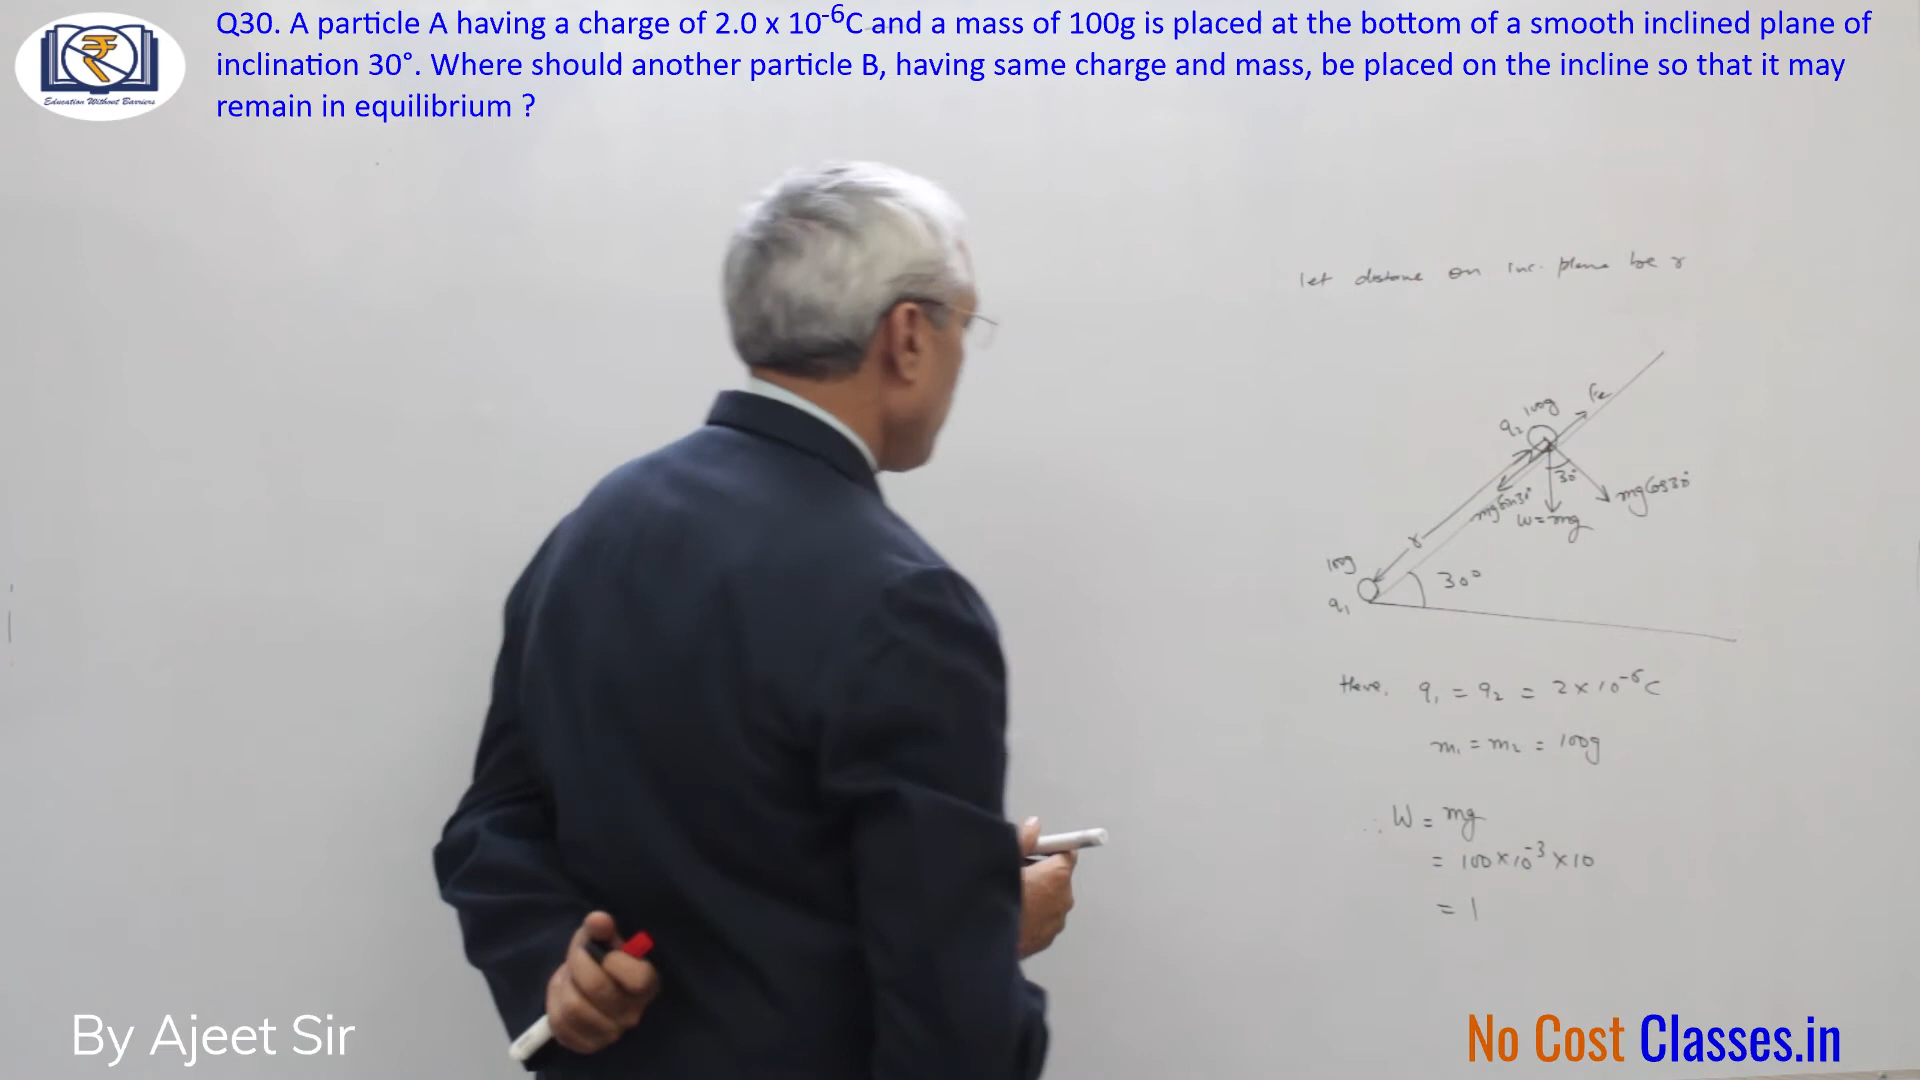 Q30. A particle A having a charge of 2.0 x 10⁻⁶C and a mass of 100g is placed at the bottom of a smooth inclined plane of
inclination 30°. Where should another particle B, having same charge and mass, be placed on the incline so that it may
remain in equilibrium ?
Education Without Barriers
let distance on inc. plane be r
100g
Fe
q₂
30°
mg Cos30°
mg Sin30°
W = mg
r
100g
30°
q₁
Here, q₁ = q₂ = 2 × 10⁻⁶ C
m₁ = m₂ = 100g
∴ W = mg
= 100 × 10⁻³ × 10
= 1
By Ajeet Sir
No Cost Classes.in